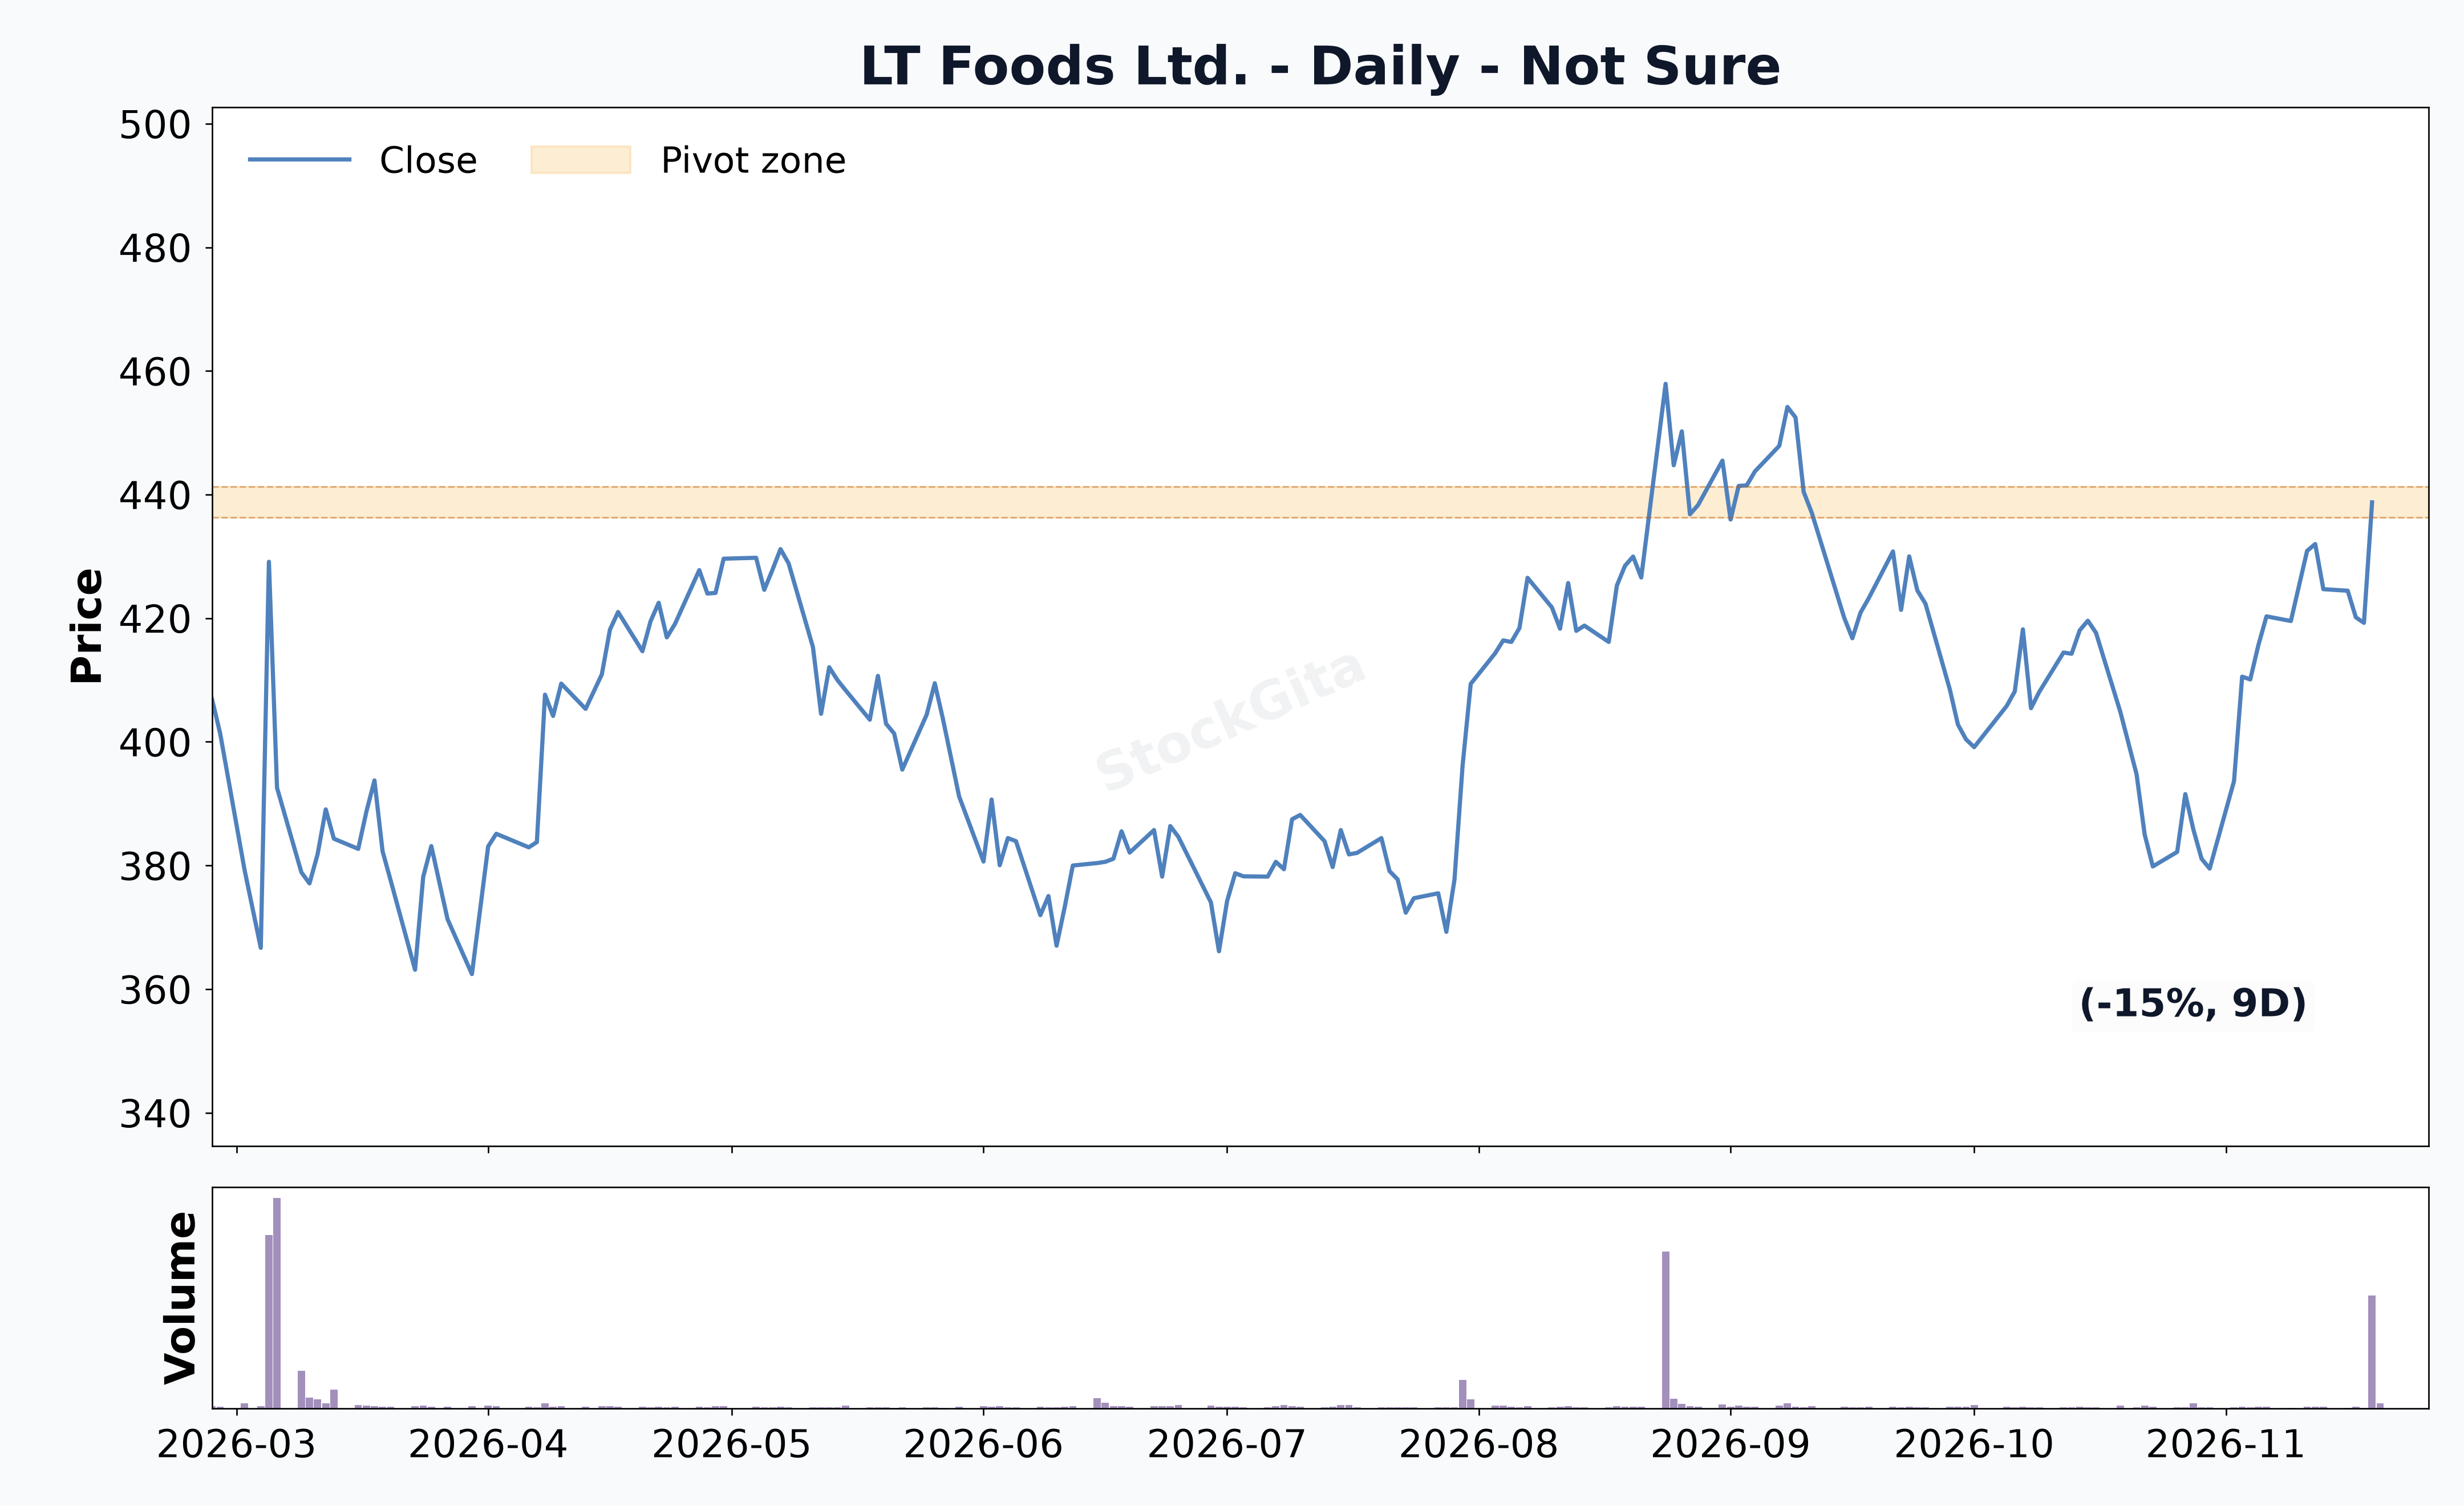 LT Foods Ltd. - Daily - Not Sure
Close
Pivot zone
Price
500
480
460
440
420
400
380
360
340
StockGita
(-15%, 9D)
Volume
2026-03
2026-04
2026-05
2026-06
2026-07
2026-08
2026-09
2026-10
2026-11